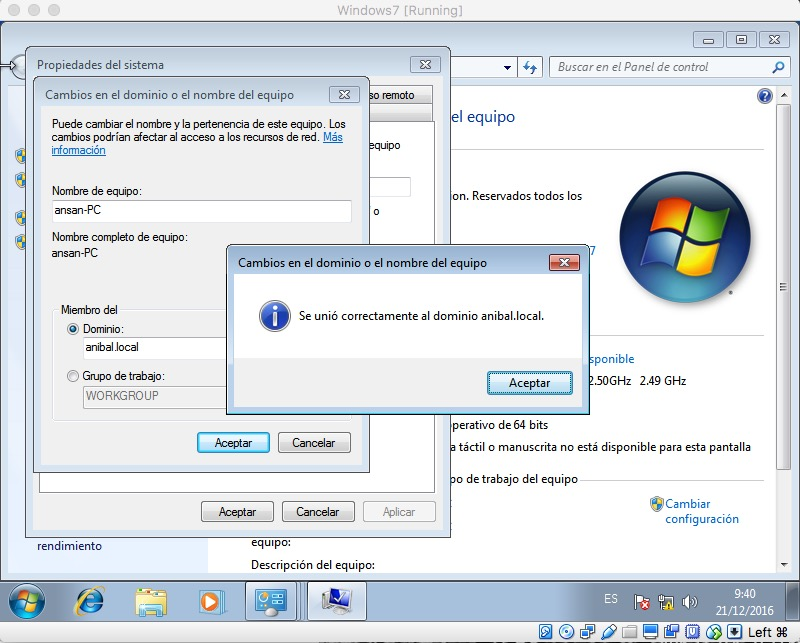 Windows7 [Running]
Buscar en el Panel de control
Propiedades del sistema
Cambios en el dominio o el nombre del equipo
so remoto
Puede cambiar el nombre y la pertenencia de este equipo. Los
cambios podrían afectar al acceso a los recursos de red. Más
información
equipo
Nombre de equipo:
ansan-PC
o
Nombre completo de equipo:
ansan-PC
Miembro del
Dominio:
anibal.local
Grupo de trabajo:
WORKGROUP
Aceptar
Cancelar
Aceptar
Cancelar
Aplicar
Cambios en el dominio o el nombre del equipo
Se unió correctamente al dominio anibal.local.
Aceptar
el equipo
ion. Reservados todos los
7
sponible
2.50GHz 2.49 GHz
perativo de 64 bits
a táctil o manuscrita no está disponible para esta pantalla
po de trabajo del equipo
Cambiar
configuración
equipo:
Descripción del equipo:
rendimiento
ES
9:40
21/12/2016
Left ⌘